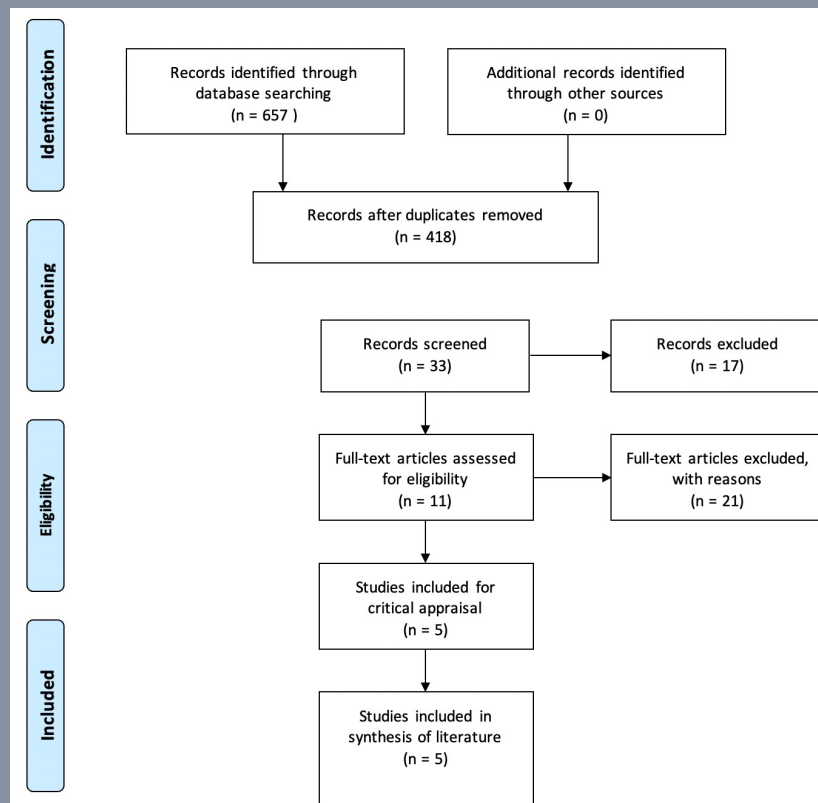 Identification
Records identified through
database searching
(n = 657 )
Additional records identified
through other sources
(n = 0)
Records after duplicates removed
(n = 418)
Screening
Records screened
(n = 33)
Records excluded
(n = 17)
Eligibility
Full-text articles assessed
for eligibility
(n = 11)
Full-text articles excluded,
with reasons
(n = 21)
Studies included for
critical appraisal
(n = 5)
Included
Studies included in
synthesis of literature
(n = 5)